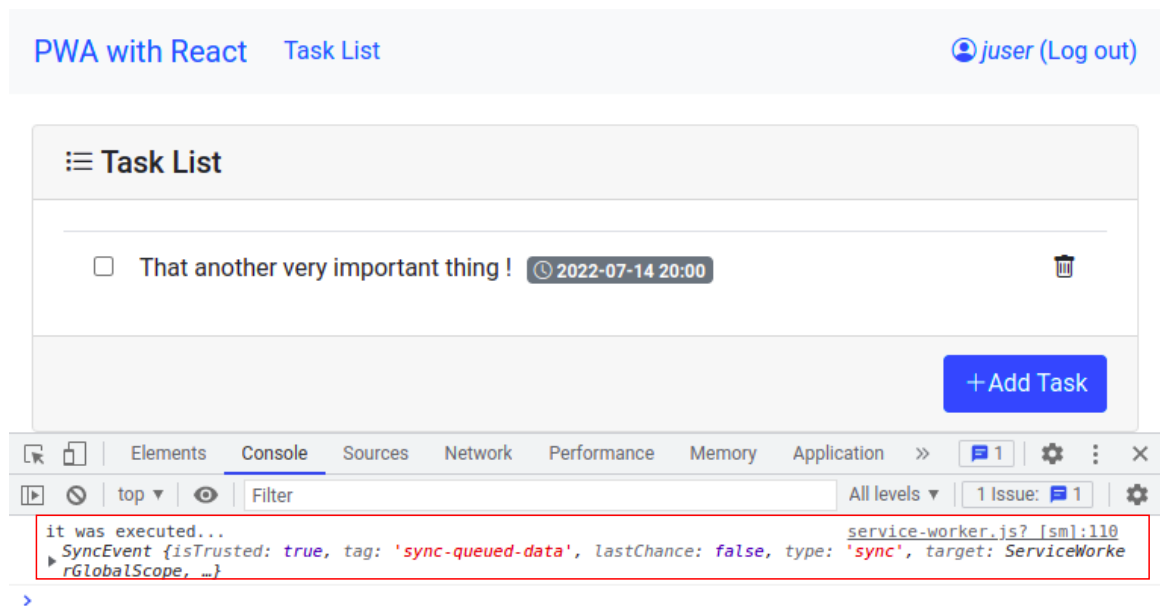 PWA with React Task List juser (Log out)
Task List
That another very important thing ! 2022-07-14 20:00
+Add Task
Elements Console Sources Network Performance Memory Application » 1
top ▼ Filter All levels ▼ 1 Issue: 1
it was executed... service-worker.js? [sm]:110
SyncEvent {isTrusted: true, tag: 'sync-queued-data', lastChance: false, type: 'sync', target: ServiceWorke
rGlobalScope, …}